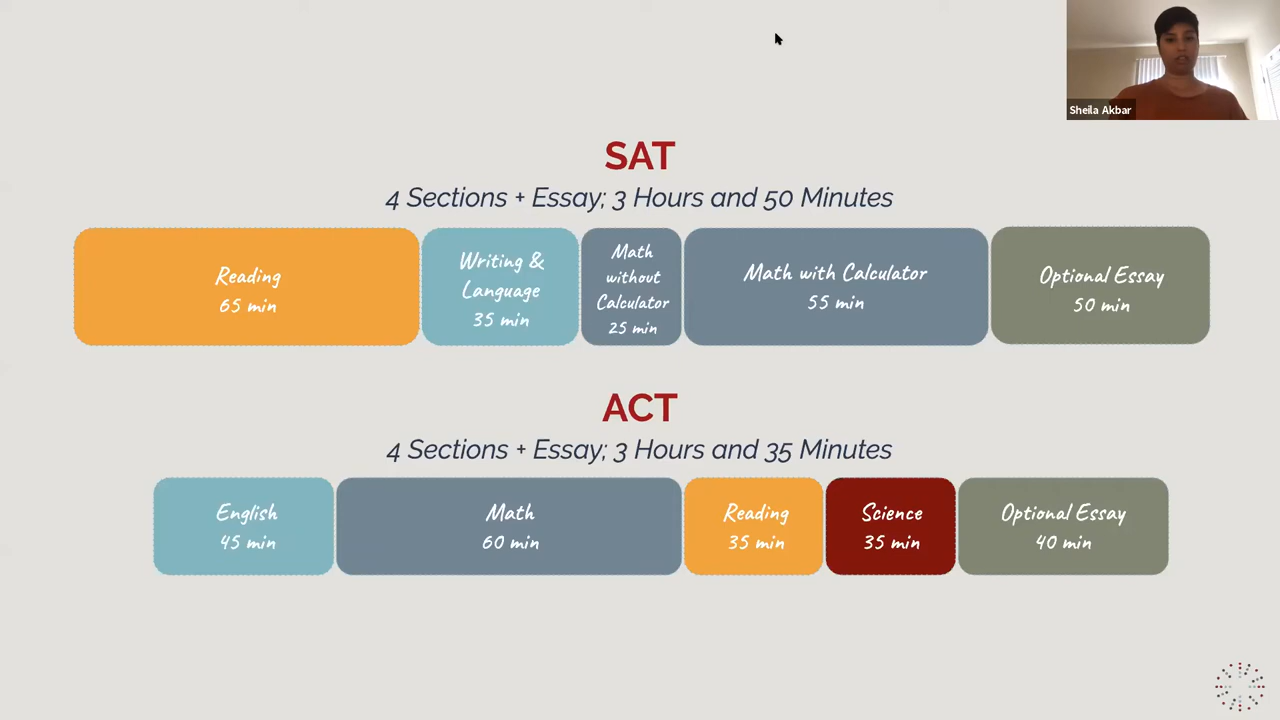 Sheila Akbar
SAT
4 Sections + Essay; 3 Hours and 50 Minutes
Reading
65 min
Writing &
Language
35 min
Math
without
Calculator
25 min
Math with Calculator
55 min
Optional Essay
50 min
ACT
4 Sections + Essay; 3 Hours and 35 Minutes
English
45 min
Math
60 min
Reading
35 min
Science
35 min
Optional Essay
40 min